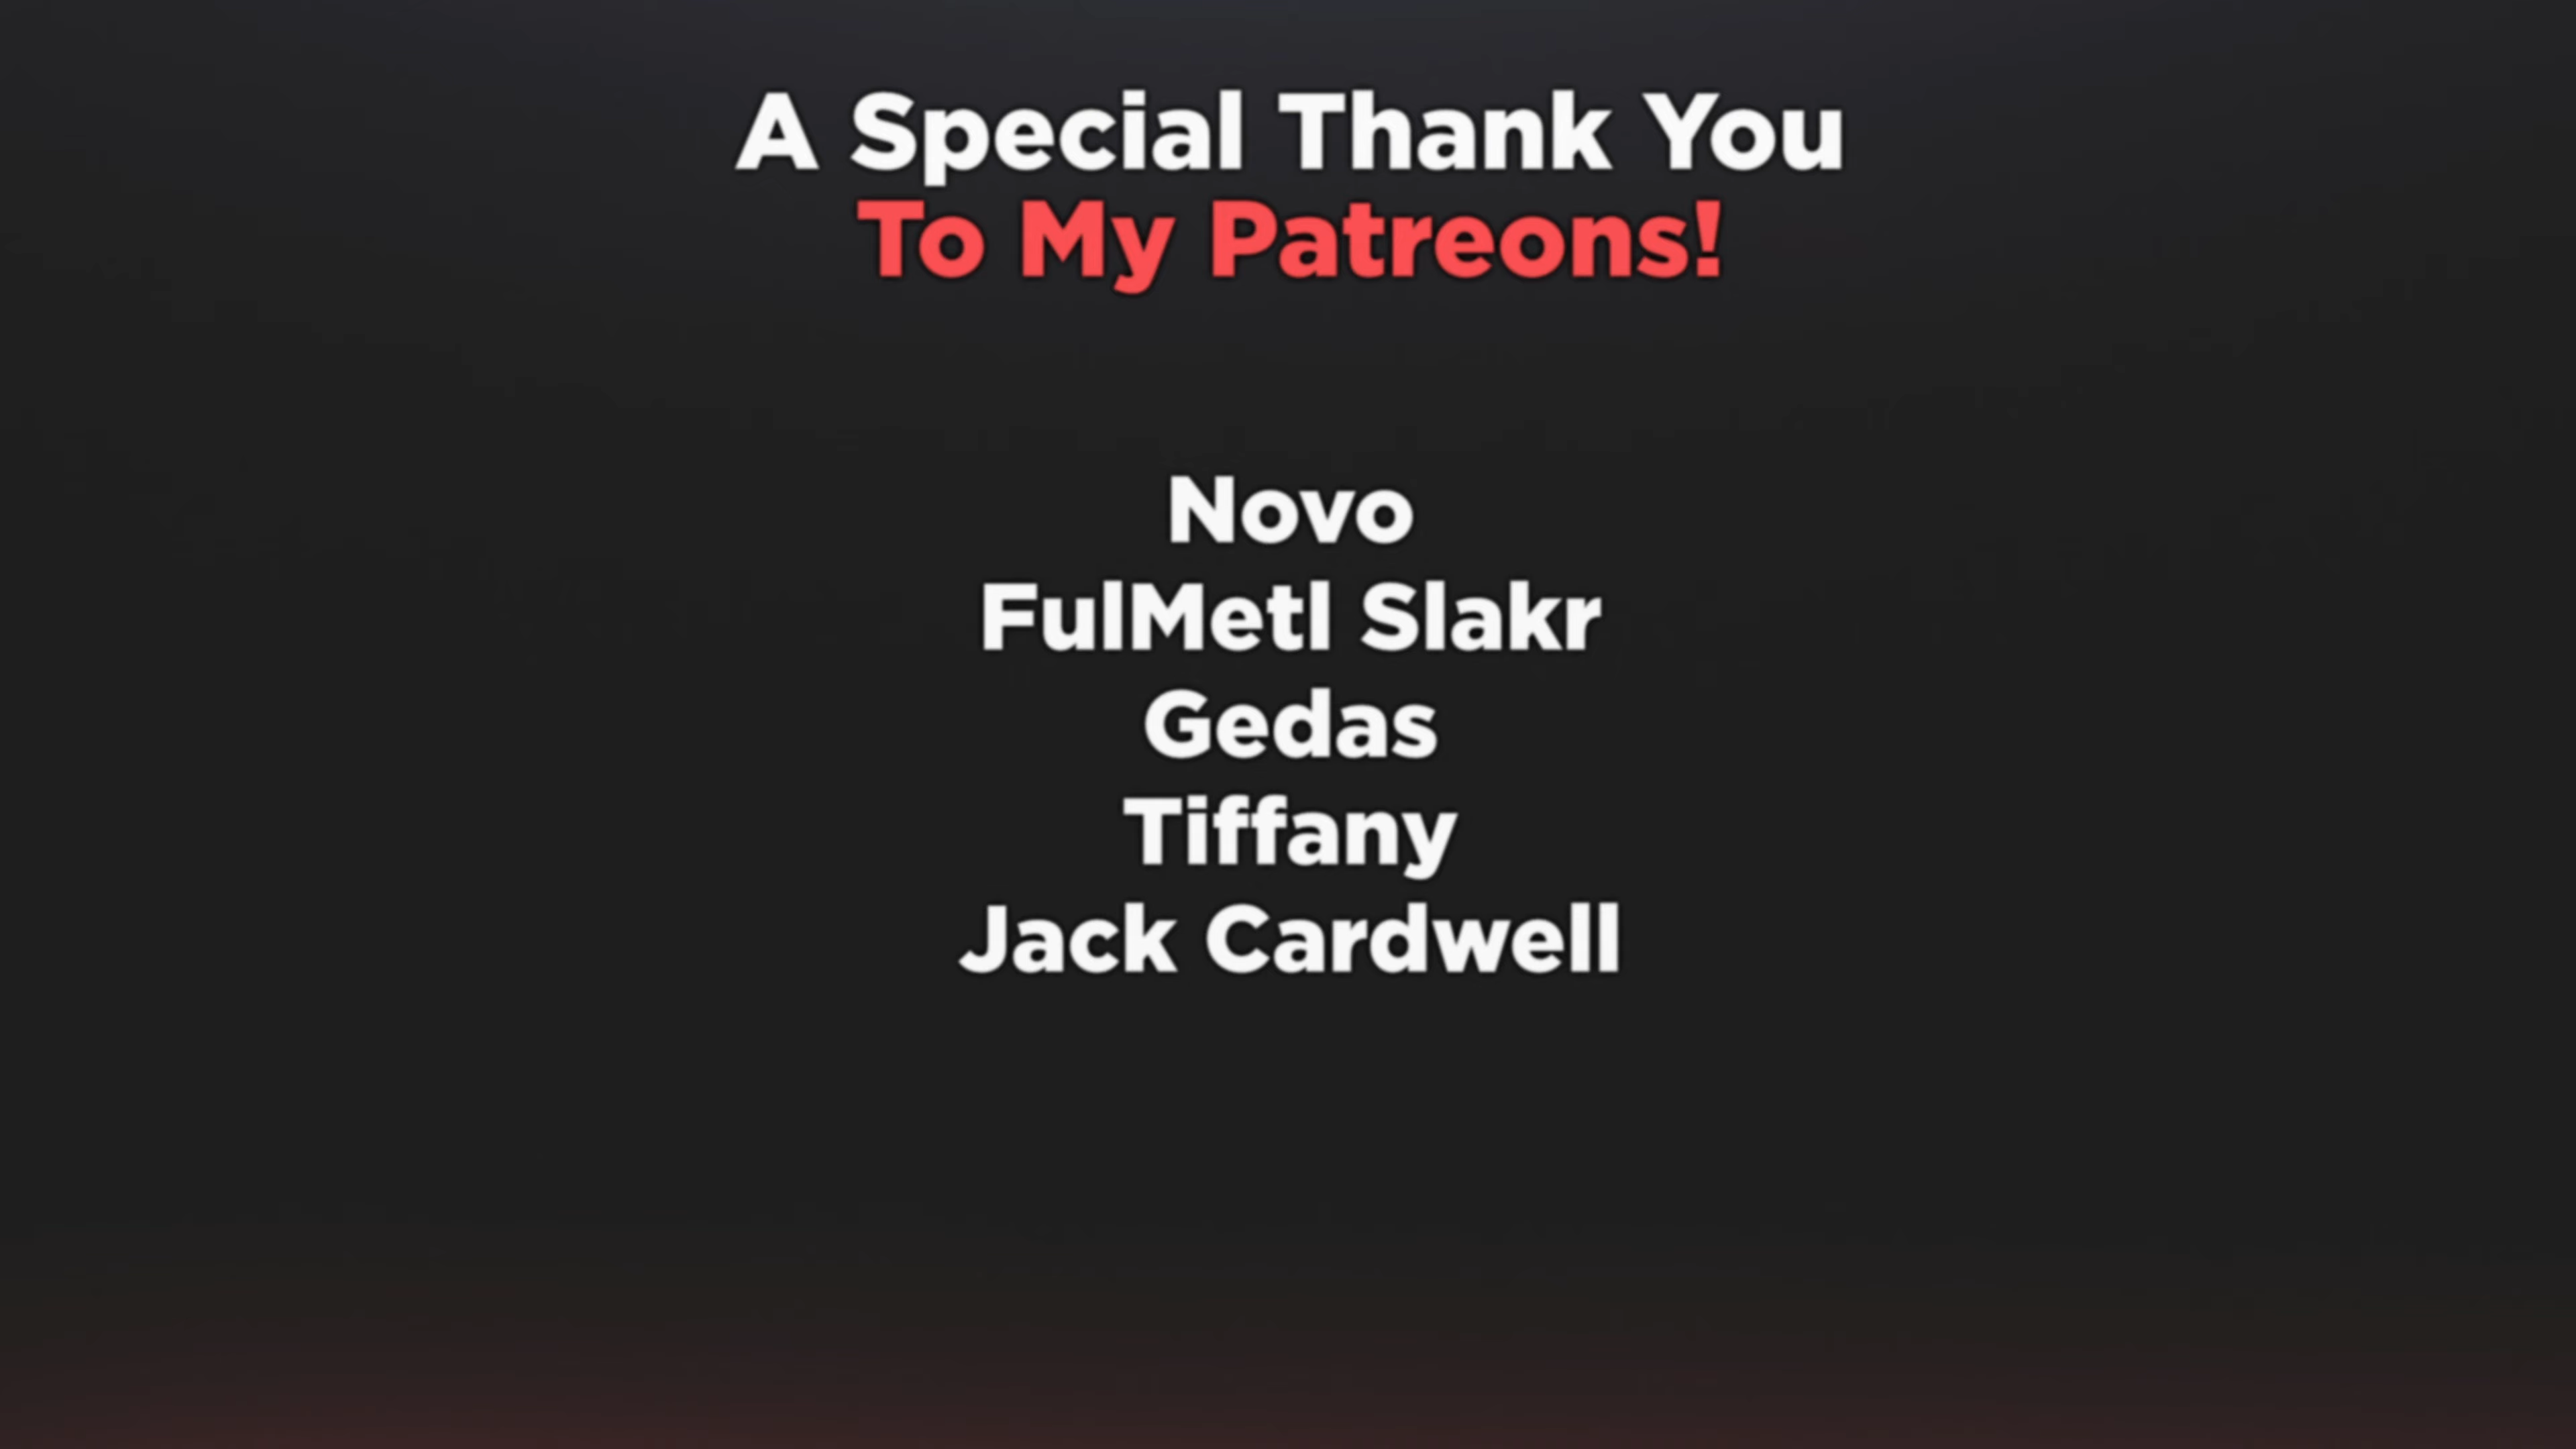 A Special Thank You
To My Patreons!
Novo
FulMetl Slakr
Gedas
Tiffany
Jack Cardwell